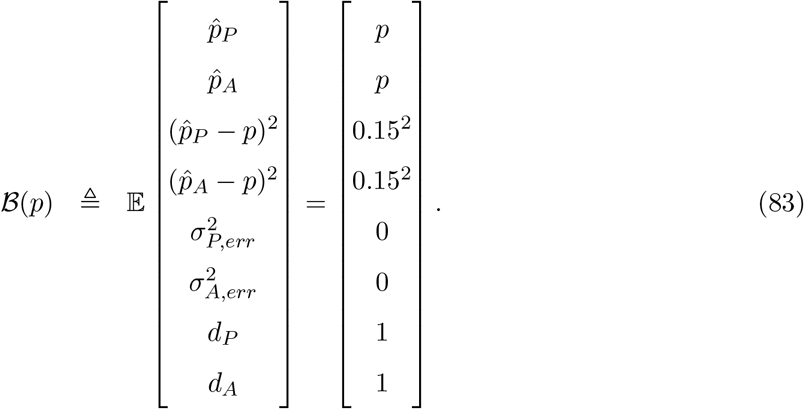 p̂_P p
p̂_A p
(p̂_P − p)^2 0.15^2
(p̂_A − p)^2 0.15^2
ℬ(p) ≜ 𝔼 = . (83)
σ^2_{P,err} 0
σ^2_{A,err} 0
d_P 1
d_A 1